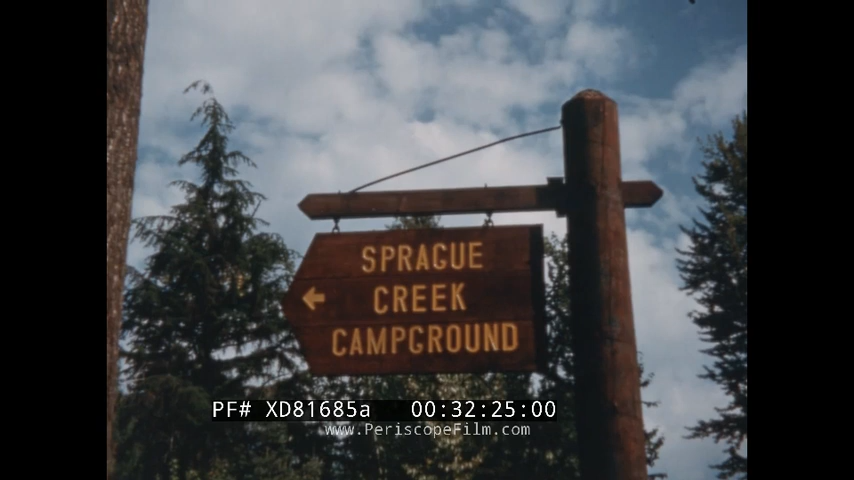 SPRAGUE
CREEK
CAMPGROUND
PF# XD81685a 00:32:25:00
www.PeriscopeFilm.com